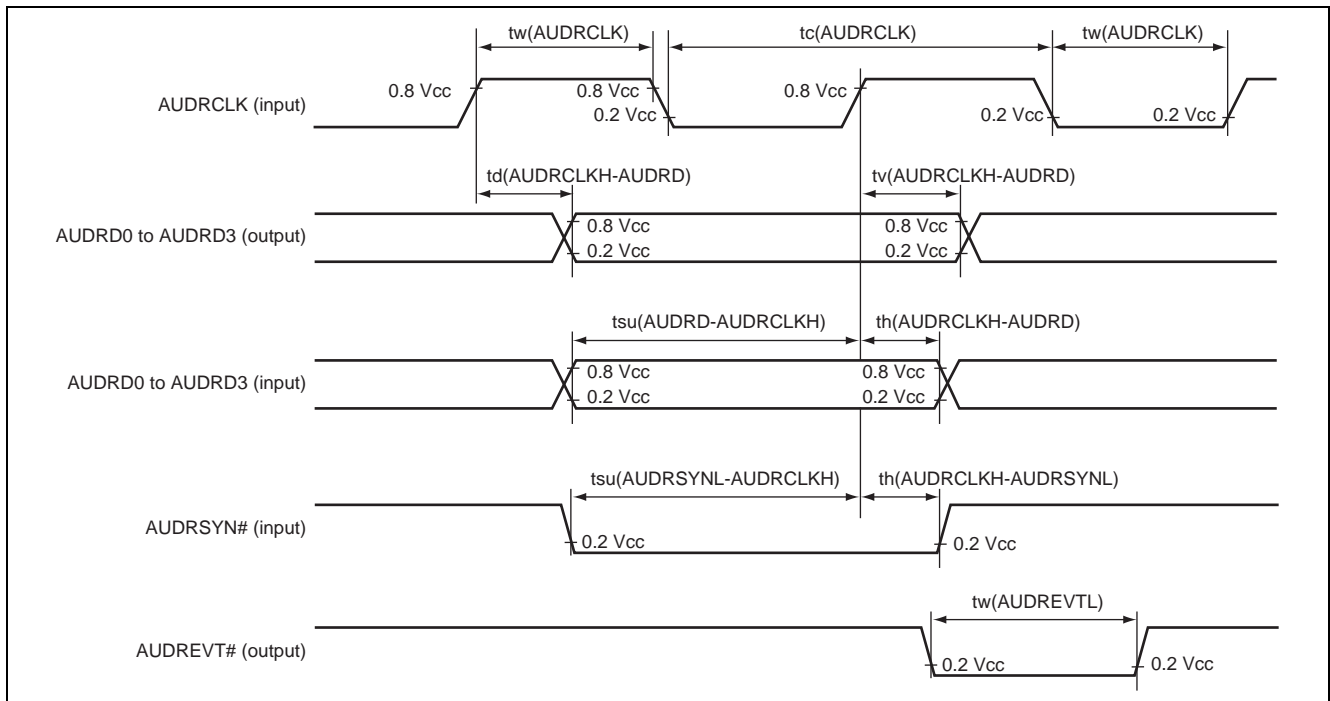 tw(AUDRCLK) tc(AUDRCLK) tw(AUDRCLK)
AUDRCLK (input) 0.8 Vcc 0.8 Vcc 0.8 Vcc
0.2 Vcc 0.2 Vcc 0.2 Vcc
td(AUDRCLKH-AUDRD) tv(AUDRCLKH-AUDRD)
AUDRD0 to AUDRD3 (output) 0.8 Vcc 0.8 Vcc
0.2 Vcc 0.2 Vcc
tsu(AUDRD-AUDRCLKH) th(AUDRCLKH-AUDRD)
AUDRD0 to AUDRD3 (input) 0.8 Vcc 0.8 Vcc
0.2 Vcc 0.2 Vcc
tsu(AUDRSYNL-AUDRCLKH) th(AUDRCLKH-AUDRSYNL)
AUDRSYN# (input) 0.2 Vcc 0.2 Vcc
tw(AUDREVTL)
AUDREVT# (output) 0.2 Vcc 0.2 Vcc